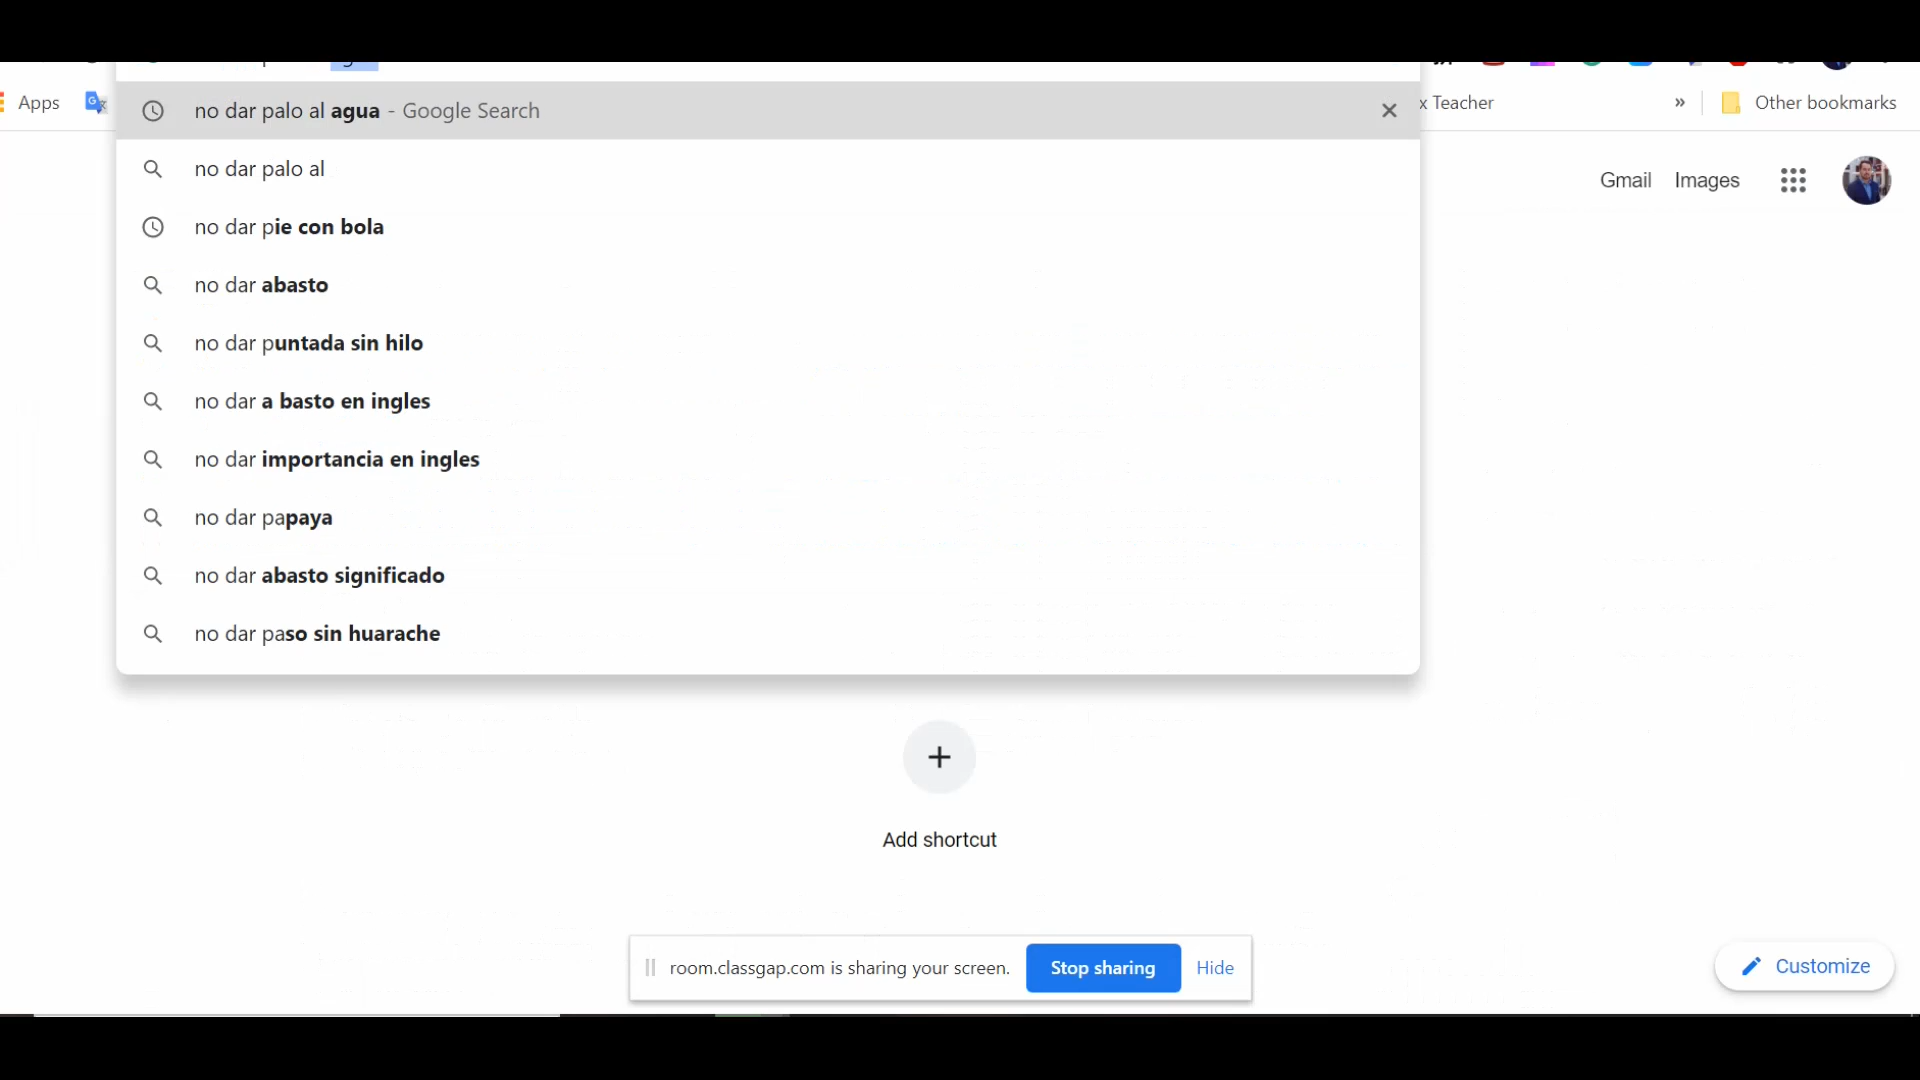 Apps
no dar palo al agua - Google Search
x Teacher
»
Other bookmarks
no dar palo al
Gmail
Images
no dar pie con bola
no dar abasto
no dar puntada sin hilo
no dar a basto en ingles
no dar importancia en ingles
no dar papaya
no dar abasto significado
no dar paso sin huarache
Add shortcut
room.classgap.com is sharing your screen.
Stop sharing
Hide
Customize